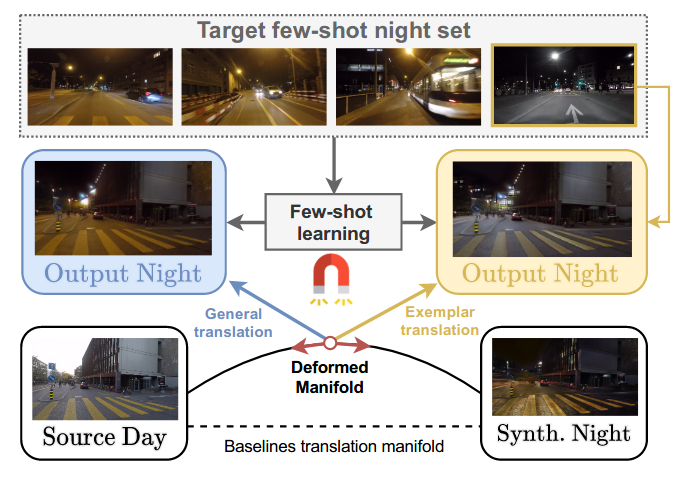 Target few-shot night set
Few-shot
learning
Output Night
Output Night
General
translation
Exemplar
translation
Deformed
Manifold
Source Day
Synth. Night
Baselines translation manifold